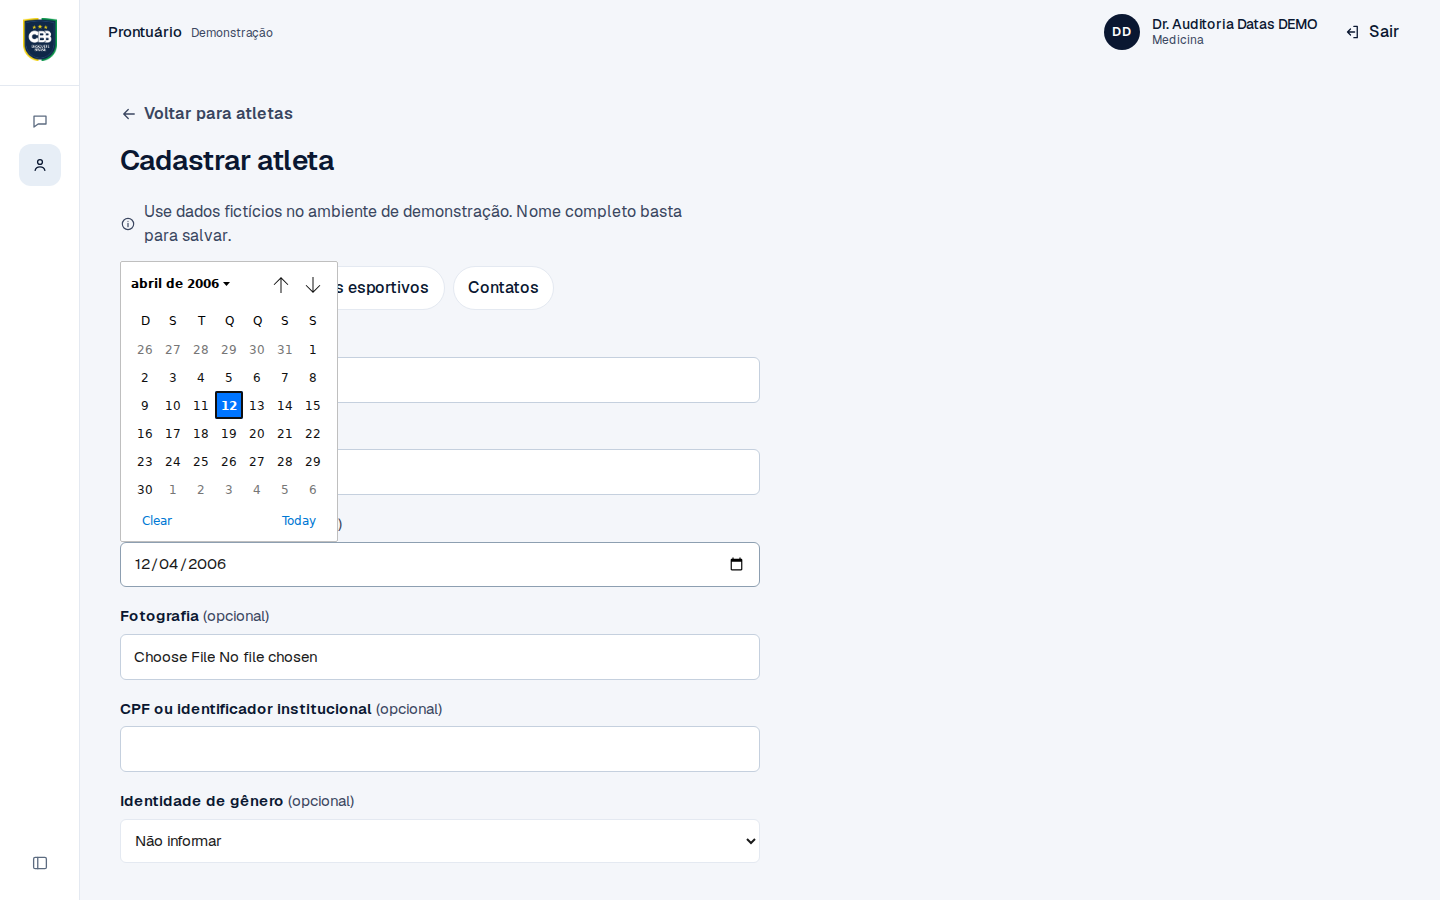 CBB
Prontuário Demonstração
DD
Dr. Auditoria Datas DEMO
Medicina
Sair
Voltar para atletas
Cadastrar atleta
Use dados fictícios no ambiente de demonstração. Nome completo basta
para salvar.
s esportivos
Contatos
abril de 2006
D S T Q Q S S
26 27 28 29 30 31 1
2 3 4 5 6 7 8
9 10 11 12 13 14 15
16 17 18 19 20 21 22
23 24 25 26 27 28 29
30 1 2 3 4 5 6
Clear Today
)
12/04/2006
Fotografia (opcional)
Choose File No file chosen
CPF ou identificador institucional (opcional)
Identidade de gênero (opcional)
Não informar